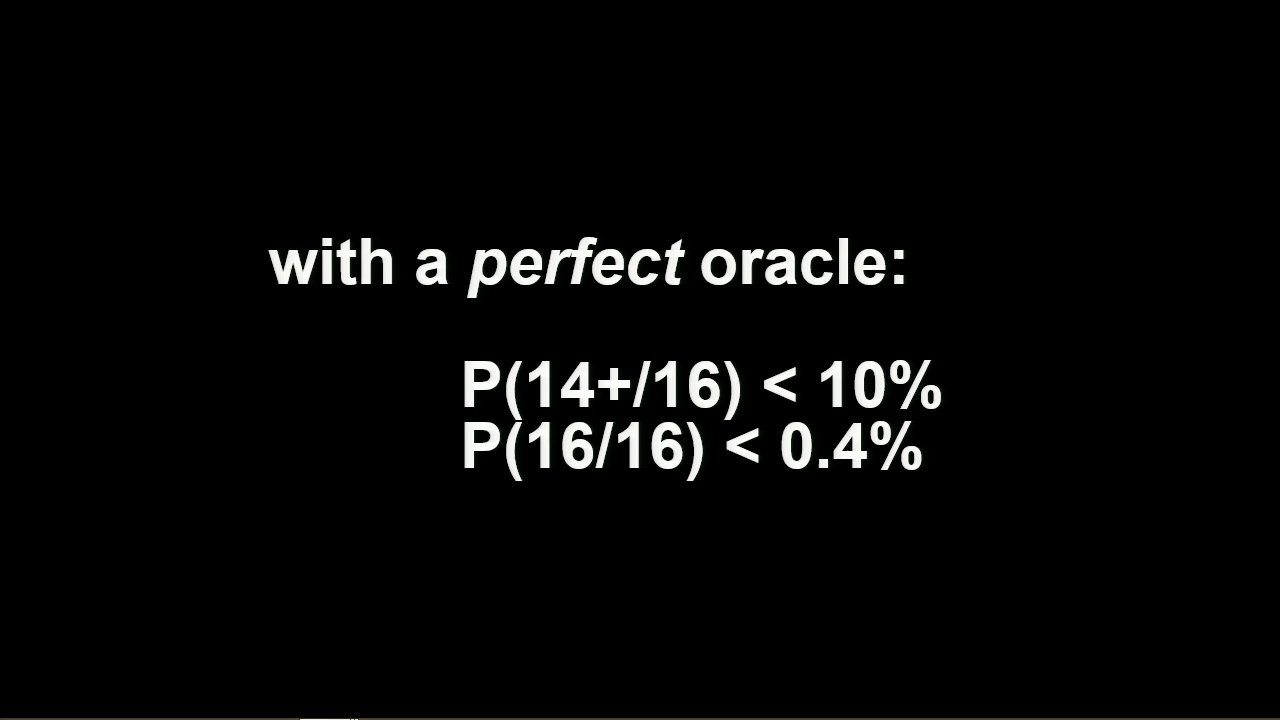 with a perfect oracle:
P(14+/16) < 10%
P(16/16) < 0.4%